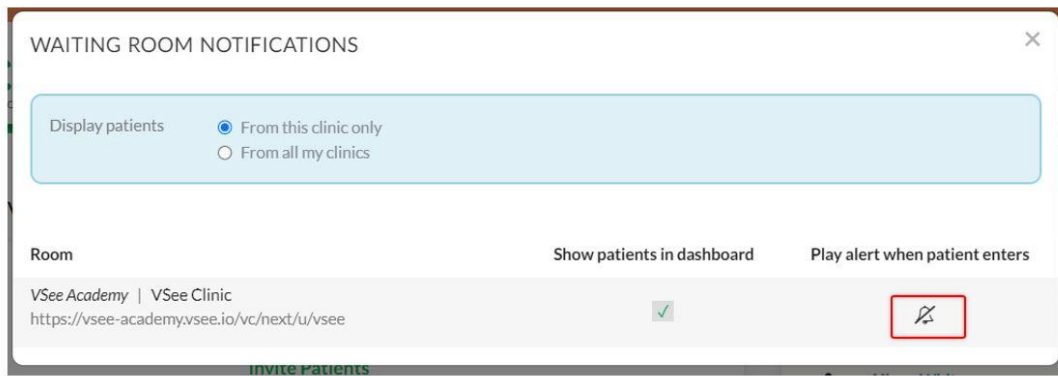 WAITING ROOM NOTIFICATIONS
Display patients
From this clinic only
From all my clinics
Room Show patients in dashboard Play alert when patient enters
VSee Academy | VSee Clinic
https://vsee-academy.vsee.io/vc/next/u/vsee
Invite Patients